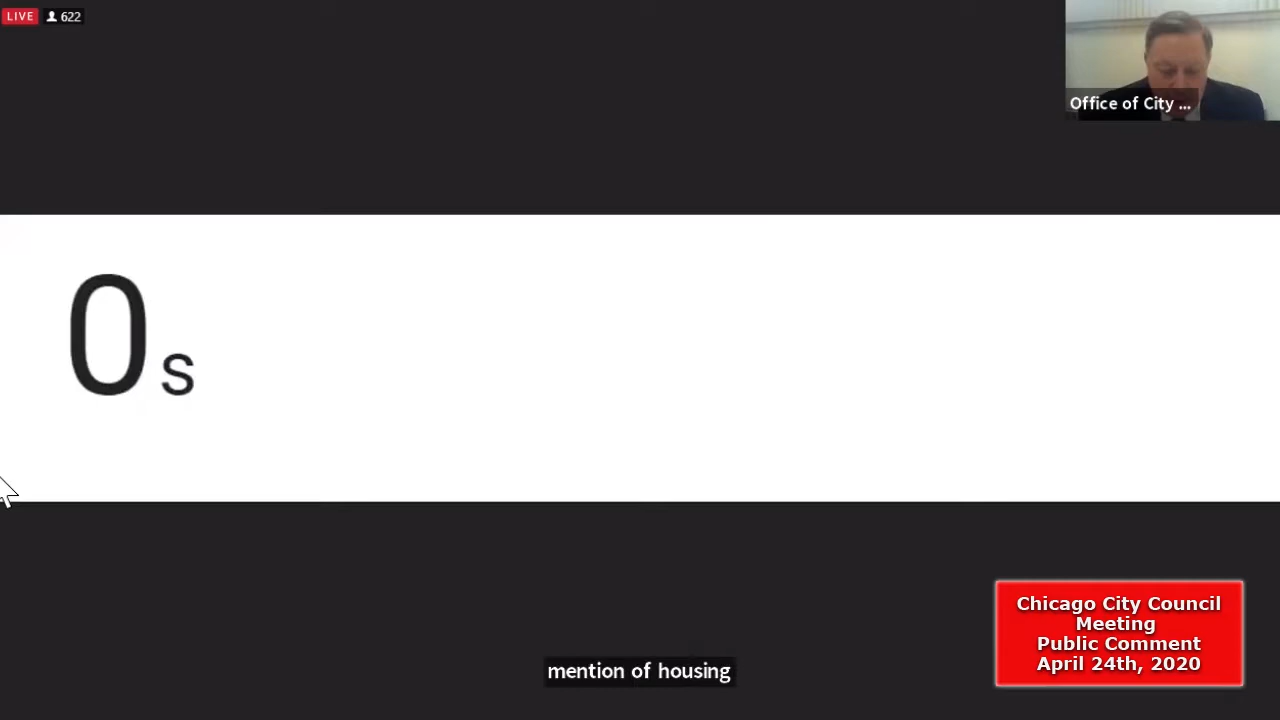 LIVE 622
Office of City ...
0s
Chicago City Council
Meeting
Public Comment
April 24th, 2020
mention of housing